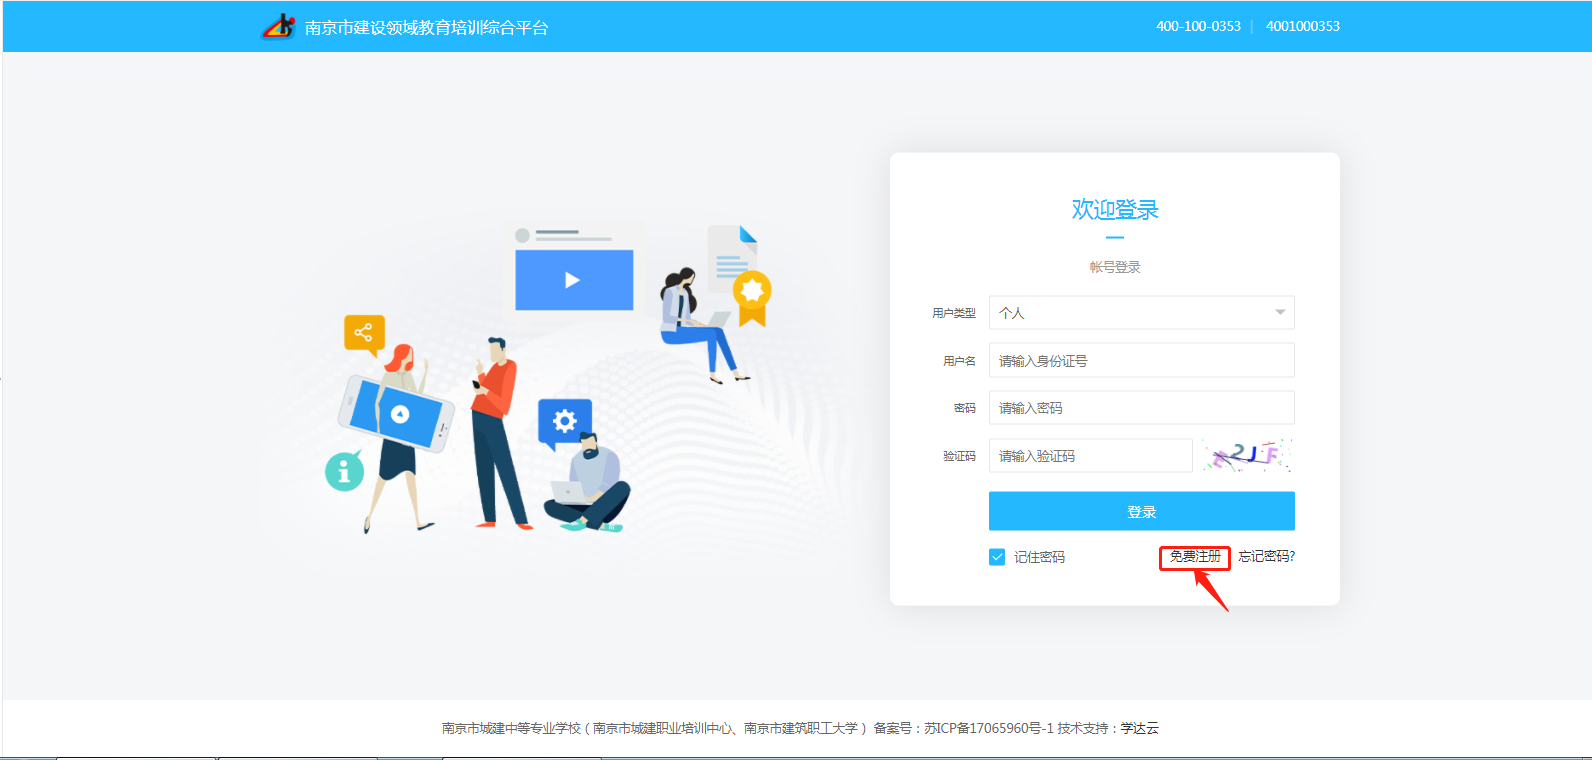 南京市建设领域教育培训综合平台
400-100-0353 | 4001000353
欢迎登录
帐号登录
用户类型 个人
用户名 请输入身份证号
密码 请输入密码
验证码 请输入验证码 E2JF
登录
记住密码 免费注册 忘记密码?
南京市城建中等专业学校（南京市城建职业培训中心、南京市建筑职工大学） 备案号：苏ICP备17065960号-1 技术支持：学达云